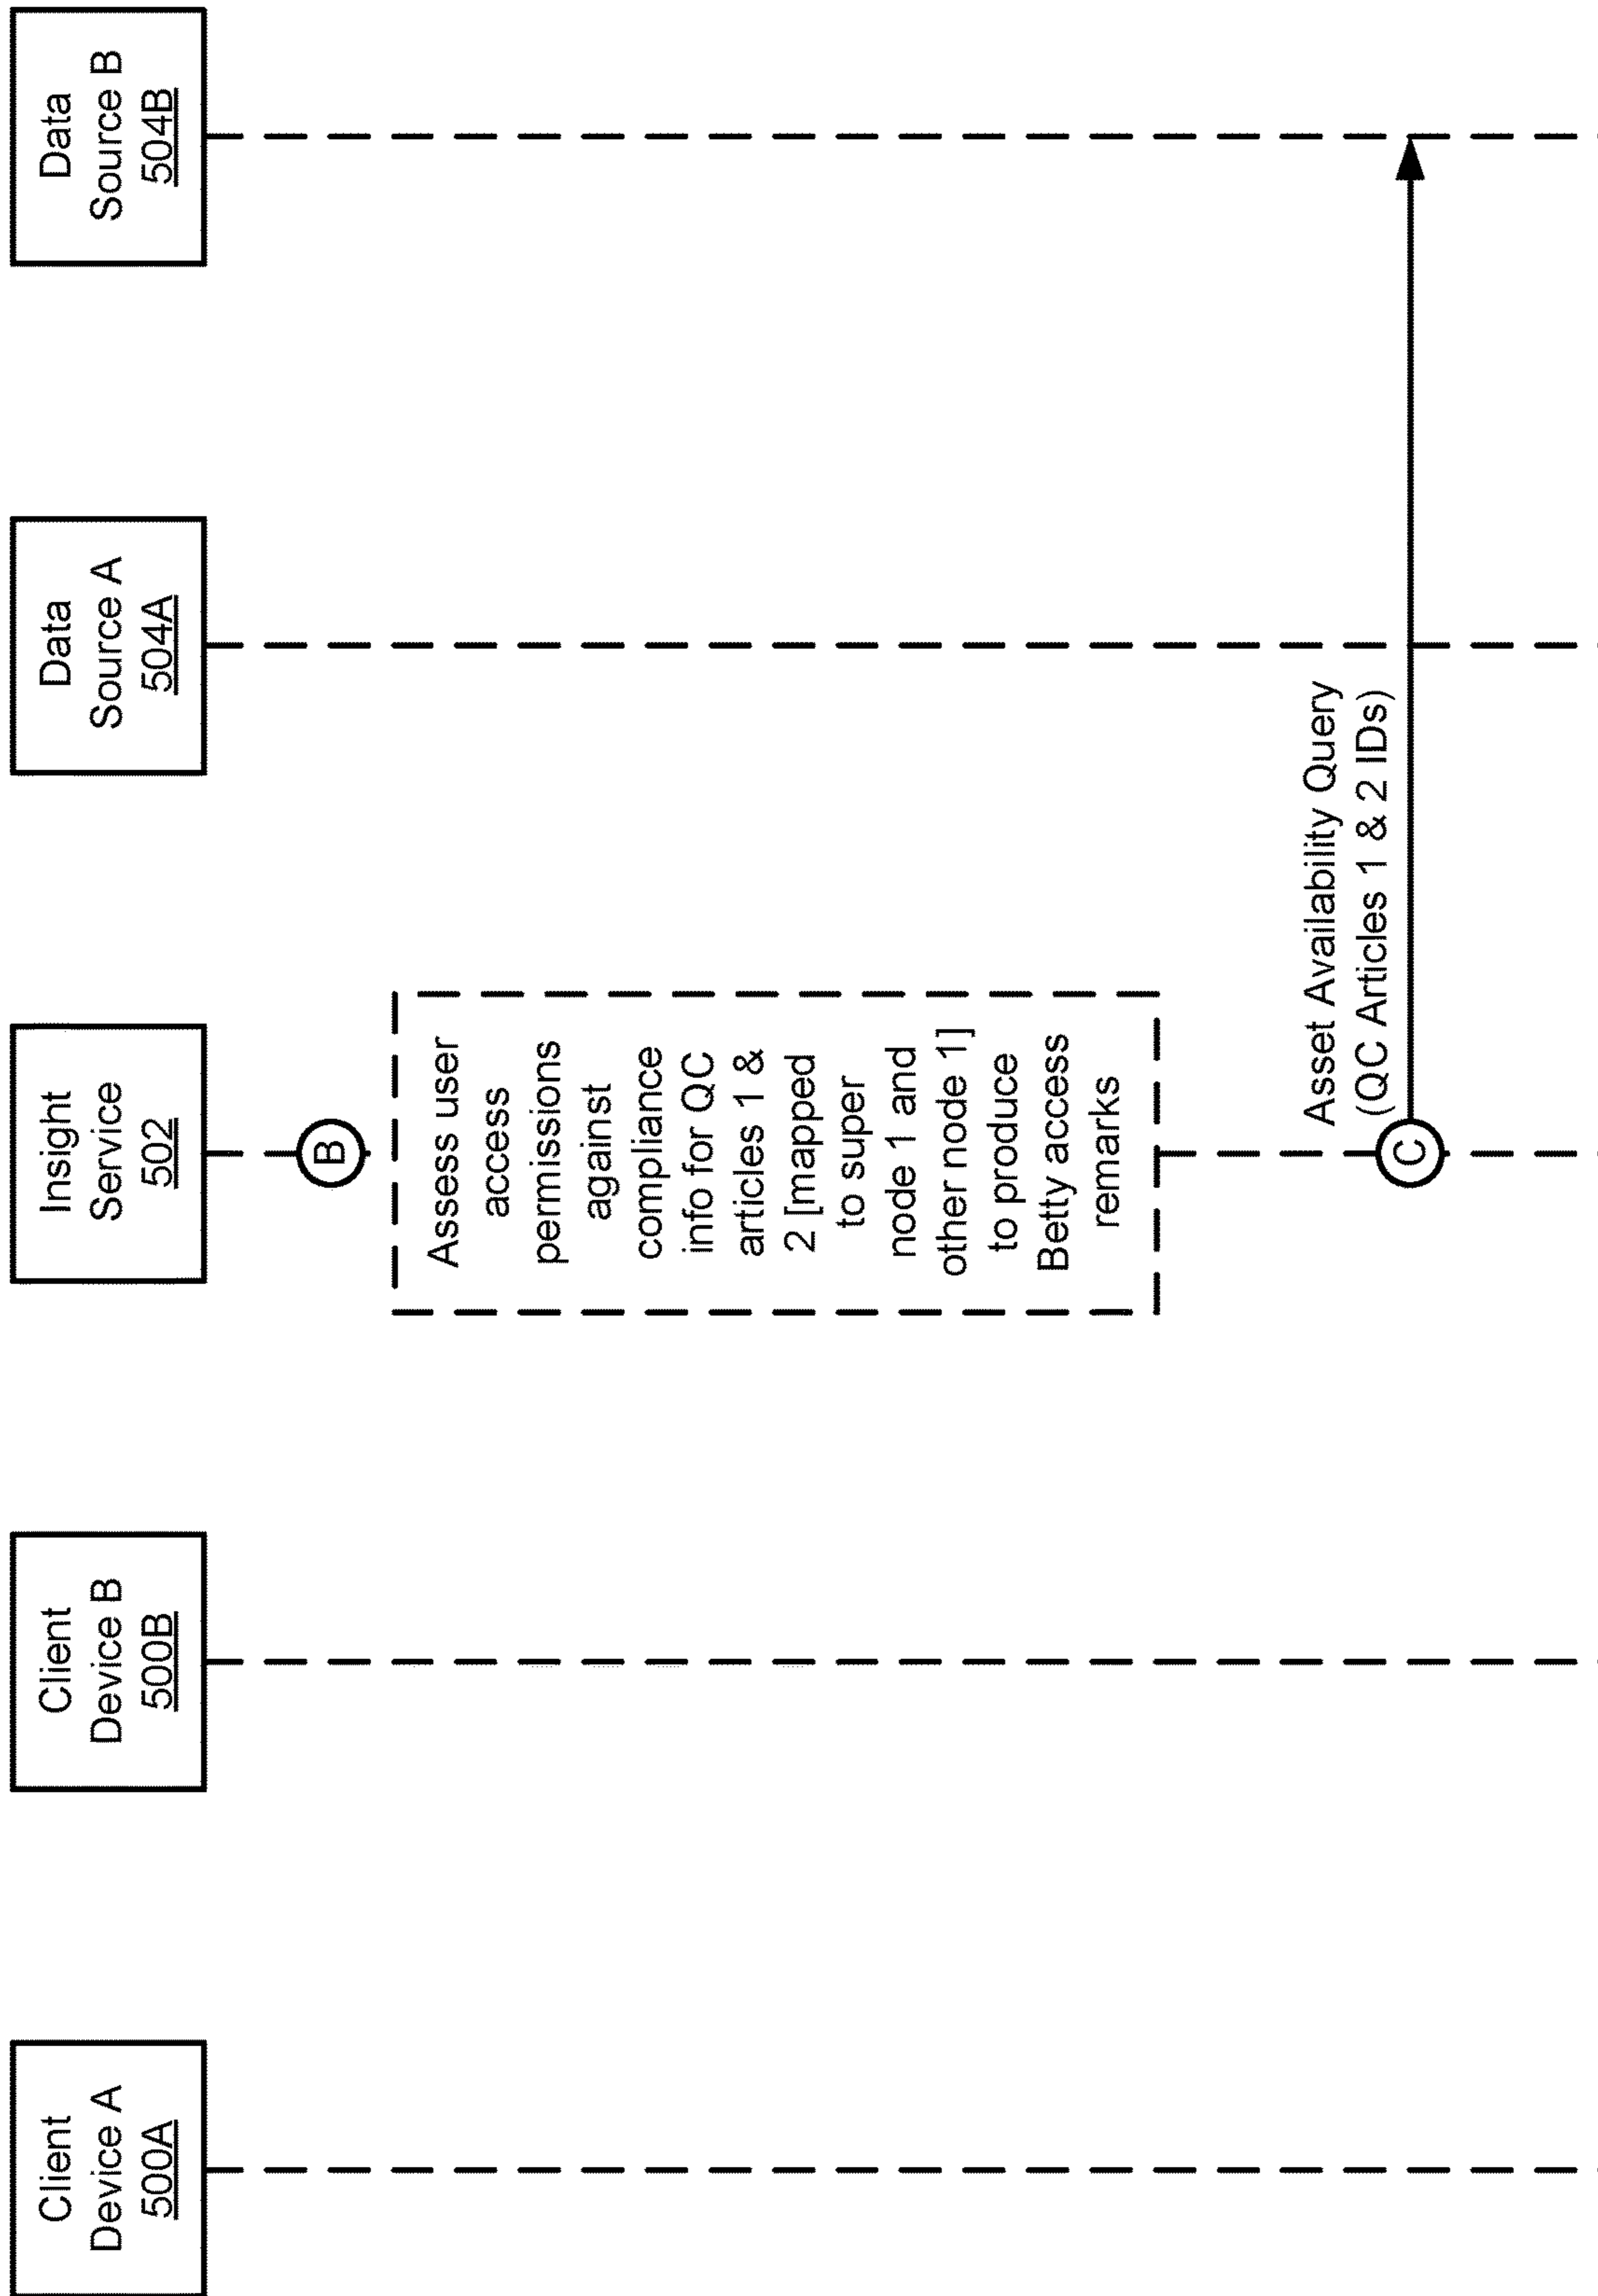 Client
Device A
500A
Client
Device B
500B
Insight
Service
502
Data
Source A
504A
Data
Source B
504B
B
Assess user
access
permissions
against
compliance
info for QC
articles 1 &
2 [mapped
to super
node 1 and
other node 1]
to produce
Betty access
remarks
Asset Availability Query
(QC Articles 1 & 2 IDs)
C